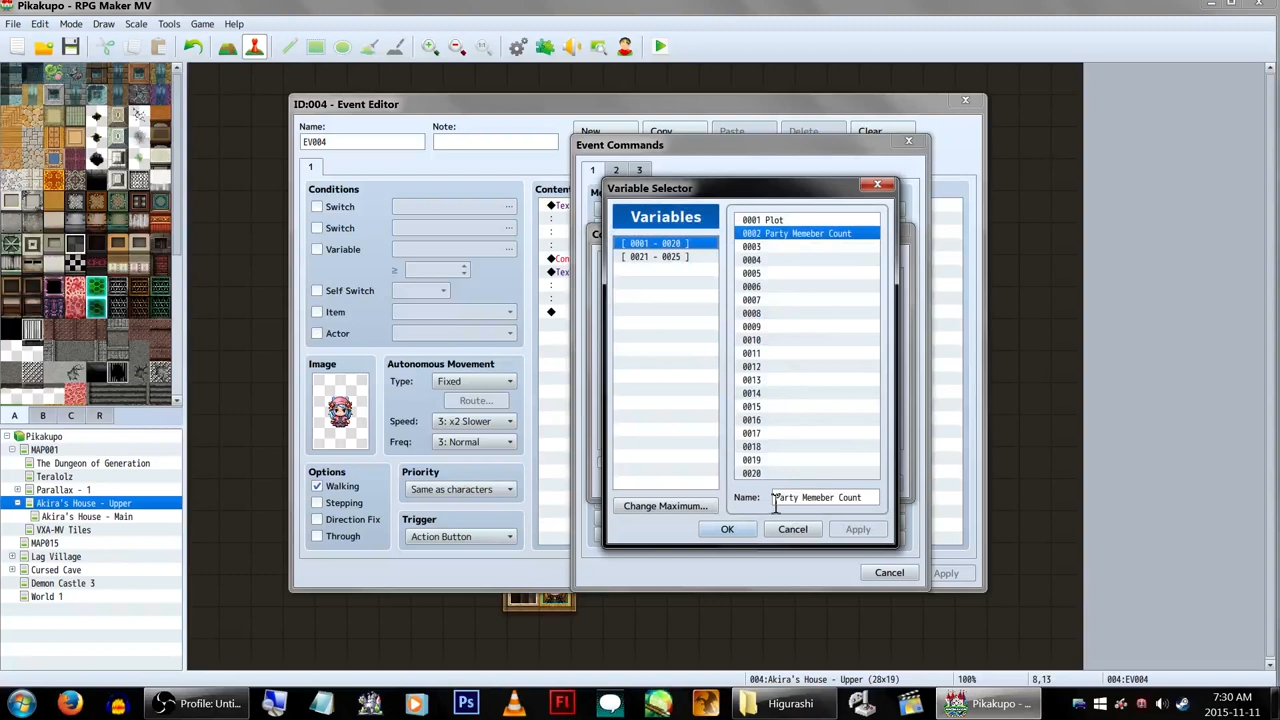 Pikakupo - RPG Maker MV
File Edit Mode Draw Scale Tools Game Help
ID:004 - Event Editor
Name: Note:
EV004
New Copy Paste Delete Clear
1
Conditions
Switch ...
Switch ...
Variable ...
≥
Self Switch
Item
Actor
Image
Autonomous Movement
Type: Fixed
Route...
Speed: 3: x2 Slower
Freq: 3: Normal
Options
Walking
Stepping
Direction Fix
Through
Priority
Same as characters
Trigger
Action Button
Content
◆Tex
:
:
:
◆Con
◆Tex
:
:
◆
Apply
Event Commands
1 2 3
Cancel
Variable Selector
Variables
[ 0001 - 0020 ]
[ 0021 - 0025 ]
Change Maximum...
0001 Plot
0002 Party Memeber Count
0003
0004
0005
0006
0007
0008
0009
0010
0011
0012
0013
0014
0015
0016
0017
0018
0019
0020
Name: Party Memeber Count
OK Cancel Apply
A B C R
Pikakupo
MAP001
The Dungeon of Generation
Teralolz
Parallax - 1
Akira's House - Upper
Akira's House - Main
VXA-MV Tiles
MAP015
Lag Village
Cursed Cave
Demon Castle 3
World 1
004:Akira's House - Upper (28x19) 100% 8,13 004:EV004
Profile: Unti...
Ps
Fl
Higurashi
Pikakupo - ...
7:30 AM
2015-11-11